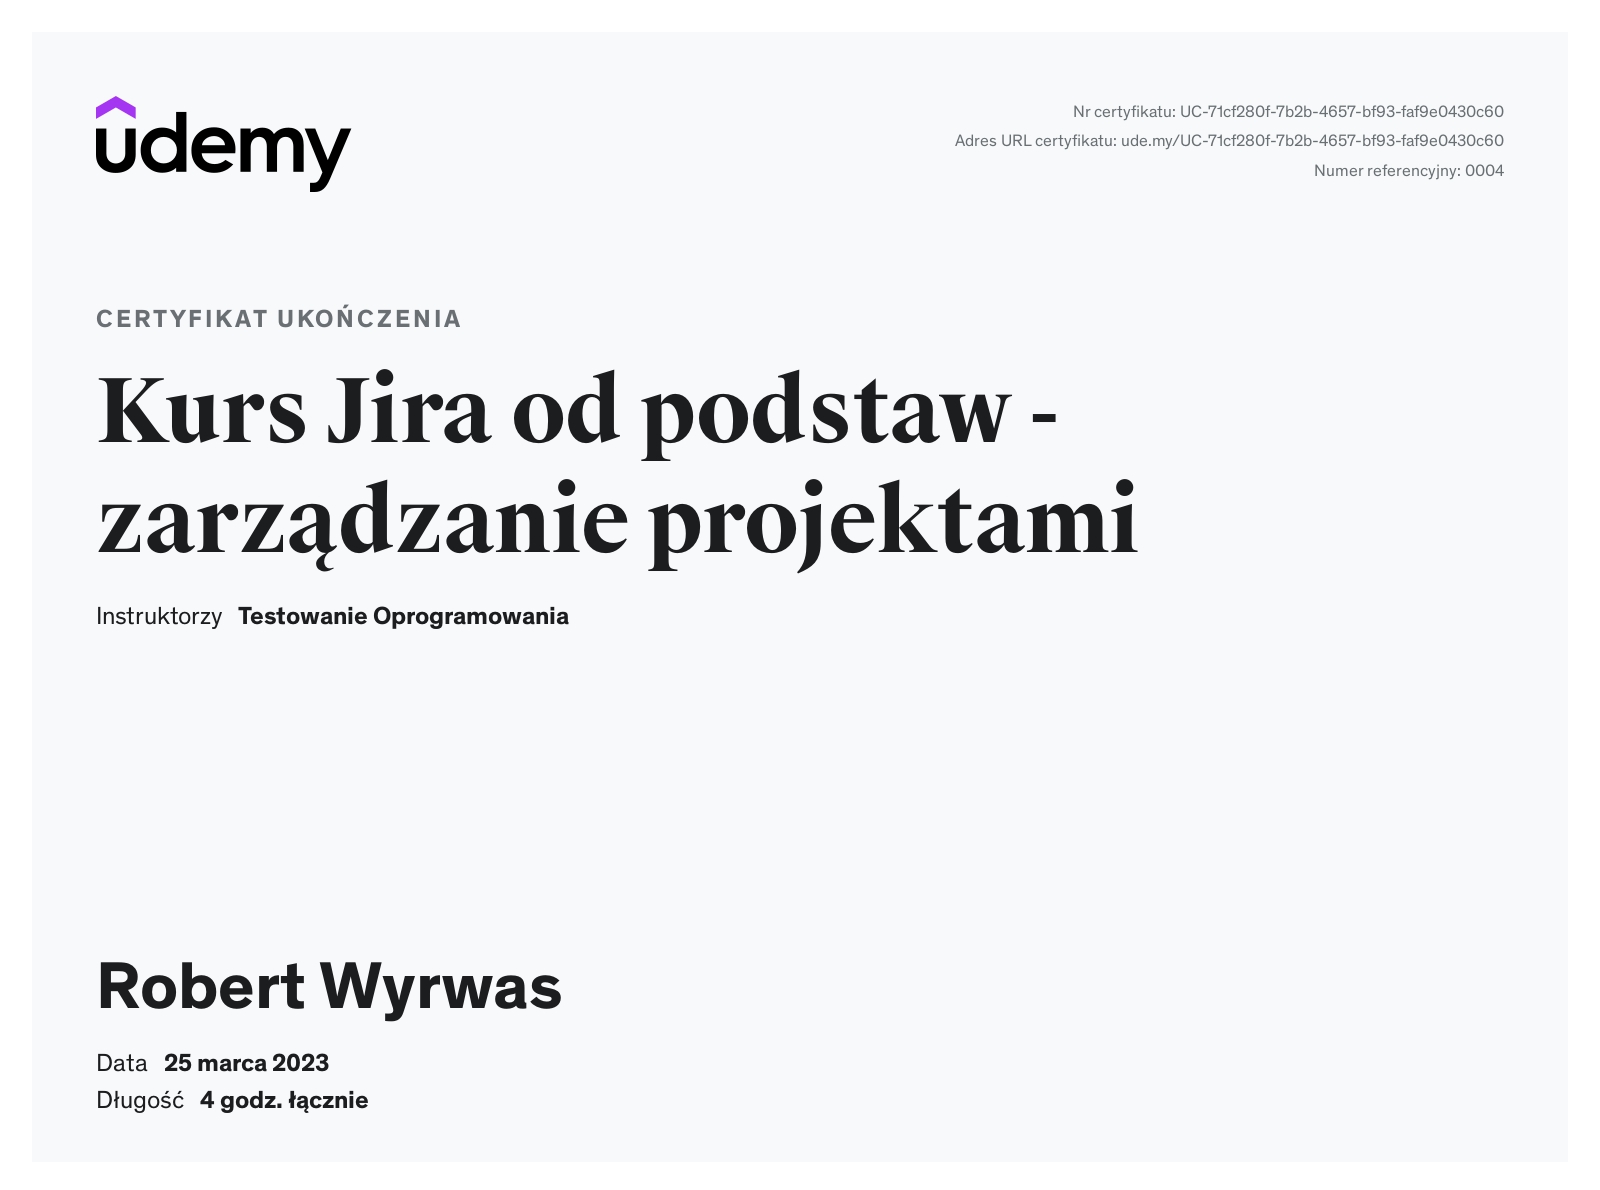 udemy
Nr certyfikatu: UC-71cf280f-7b2b-4657-bf93-faf9e0430c60
Adres URL certyfikatu: ude.my/UC-71cf280f-7b2b-4657-bf93-faf9e0430c60
Numer referencyjny: 0004
CERTYFIKAT UKOŃCZENIA
Kurs Jira od podstaw -
zarządzanie projektami
Instruktorzy Testowanie Oprogramowania
Robert Wyrwas
Data 25 marca 2023
Długość 4 godz. łącznie